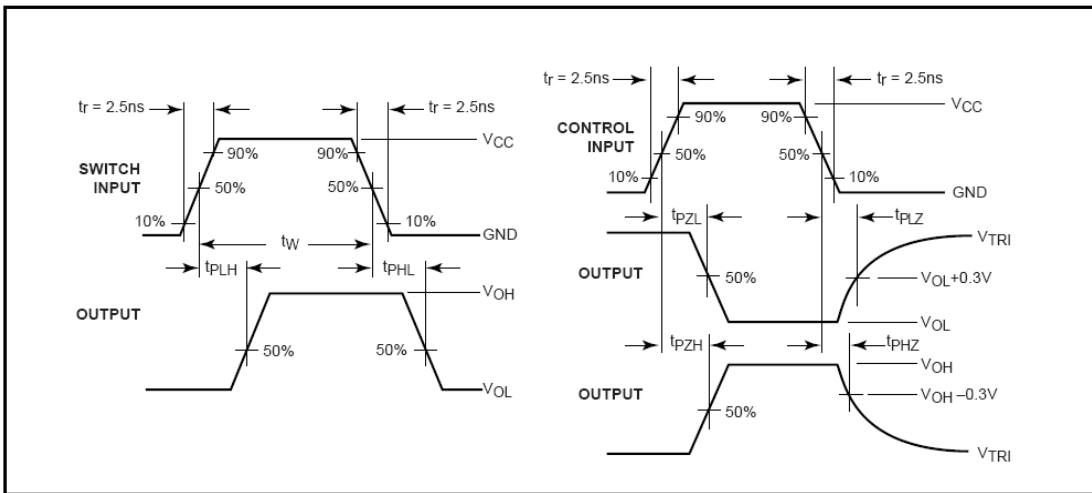 tr = 2.5ns
tr = 2.5ns
VCC
90%
90%
SWITCH
INPUT
50%
50%
10%
10%
GND
tW
tPLH
tPHL
VOH
OUTPUT
50%
50%
VOL
tr = 2.5ns
tr = 2.5ns
VCC
90%
90%
CONTROL
INPUT
50%
50%
10%
10%
GND
tPZL
tPLZ
VTRI
OUTPUT
50%
VOL+0.3V
VOL
tPZH
tPHZ
VOH
OUTPUT
50%
VOH –0.3V
VTRI